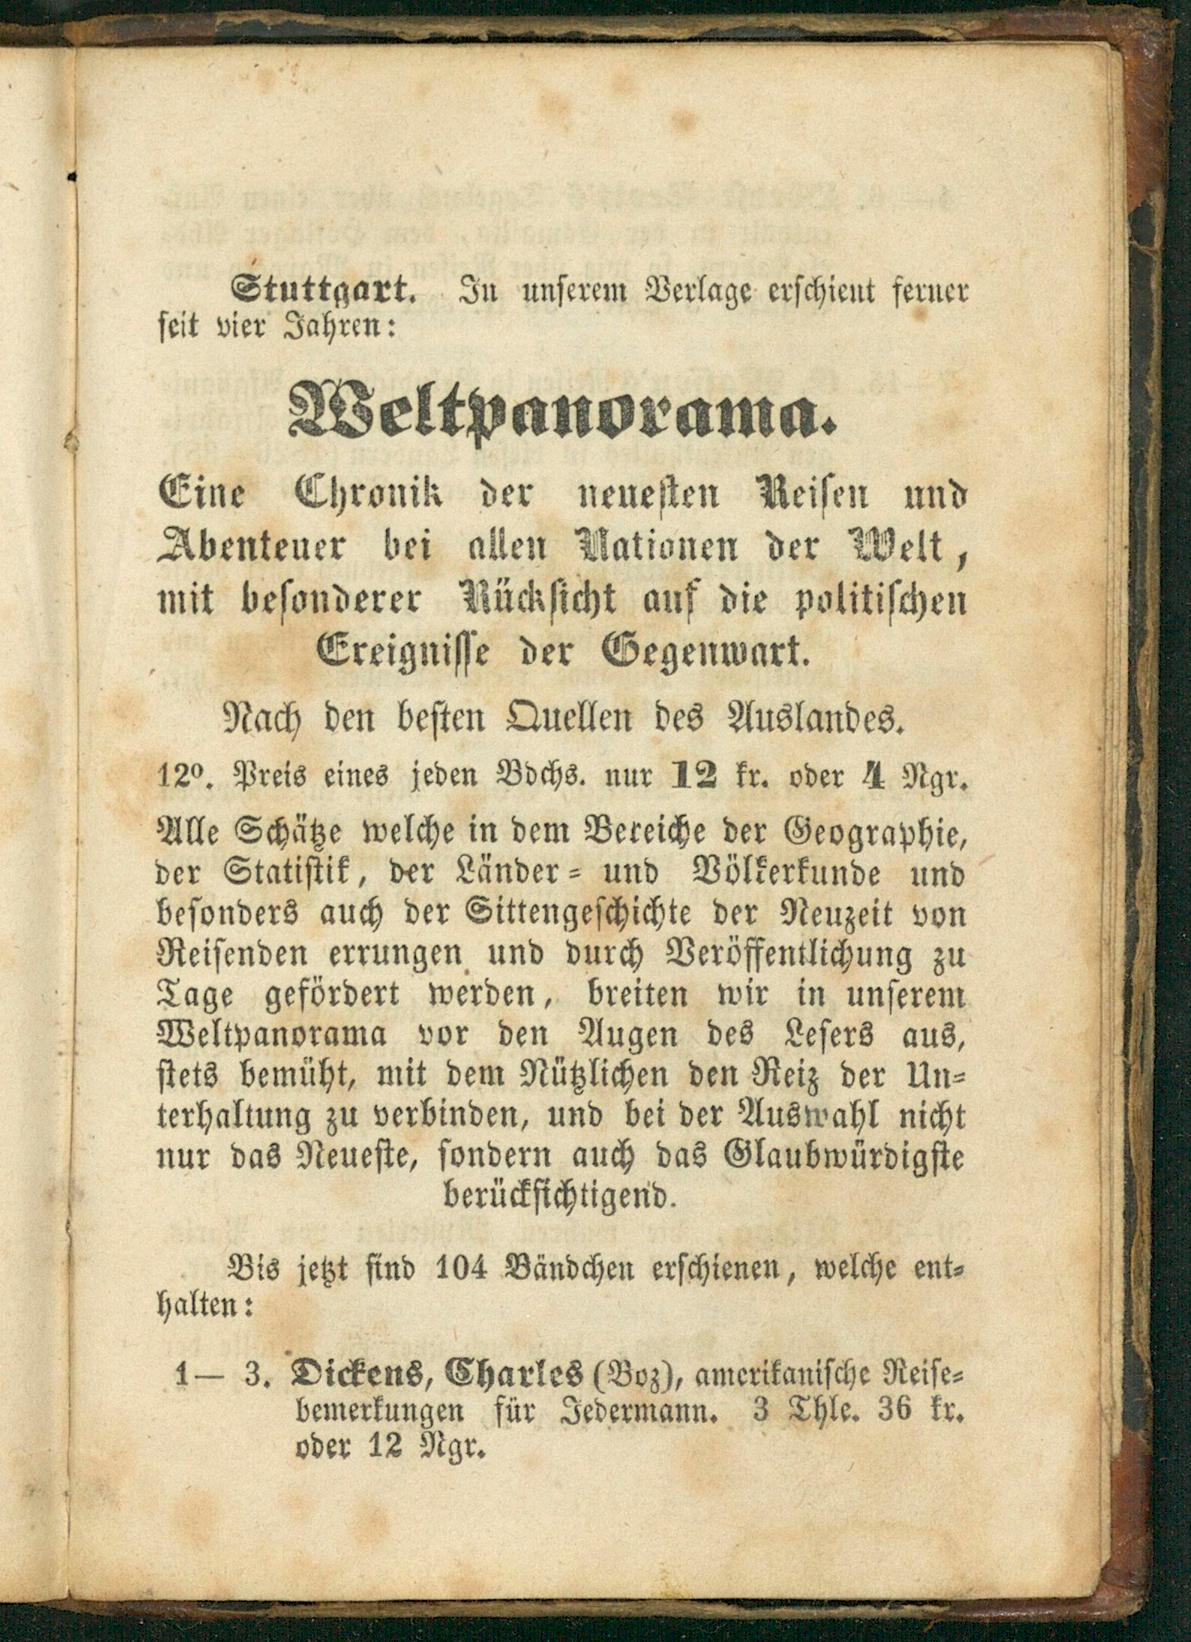 Stuttgart. In unserem Verlage erschient ferner
seit vier Jahren:
Weltpanorama.
Eine Chronik der neuesten Reisen und
Abenteuer bei allen Nationen der Welt,
mit besonderer Rücksicht auf die politischen
Ereignisse der Gegenwart.
Nach den besten Quellen des Auslandes.
12º. Preis eines jeden Bdchs. nur 12 kr. oder 4 Ngr.
Alle Schätze welche in dem Bereiche der Geographie,
der Statistik, der Länder- und Völkerkunde und
besonders auch der Sittengeschichte der Neuzeit von
Reisenden errungen und durch Veröffentlichung zu
Tage gefördert werden, breiten wir in unserem
Weltpanorama vor den Augen des Lesers aus,
stets bemüht, mit dem Nützlichen den Reiz der Un-
terhaltung zu verbinden, und bei der Auswahl nicht
nur das Neueste, sondern auch das Glaubwürdigste
berücksichtigend.
Bis jetzt sind 104 Bändchen erschienen, welche ent-
halten:
1— 3. Dickens, Charles (Boz), amerikanische Reise-
bemerkungen für Jedermann. 3 Thle. 36 kr.
oder 12 Ngr.